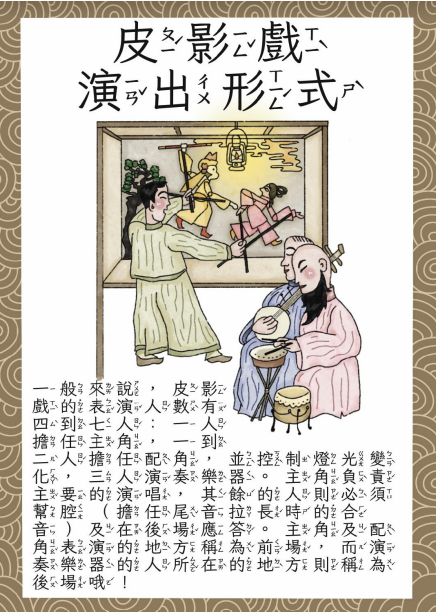 皮影戲
演出形式
一般來說，皮影
戲的表演人數有
四到七人：一人
擔任主角，一到
二人擔任配角，並控制燈光變
化，三人演奏樂器。主角負責
主要的演唱，其餘的人則必須
幫腔（擔任尾音拉長時的合
音）及在後場應答。主角及配
角表演的地方稱為前場，而演
奏樂器的人所在的地方則稱為
後場哦！